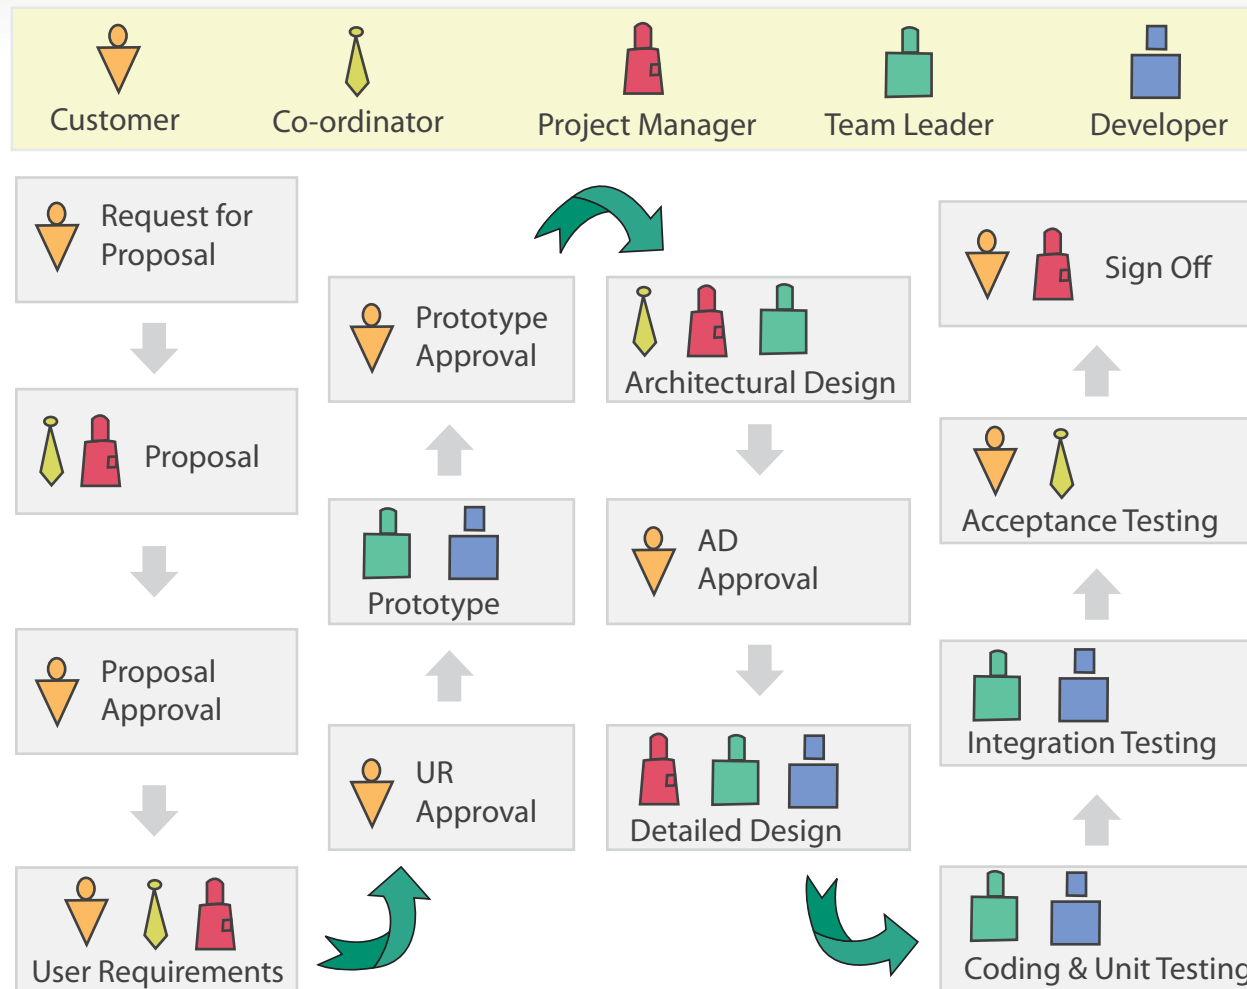 Customer
Co-ordinator
Project Manager
Team Leader
Developer
Request for
Proposal
Proposal
Proposal
Approval
User Requirements
UR
Approval
Prototype
Prototype
Approval
Architectural Design
AD
Approval
Detailed Design
Coding & Unit Testing
Integration Testing
Acceptance Testing
Sign Off